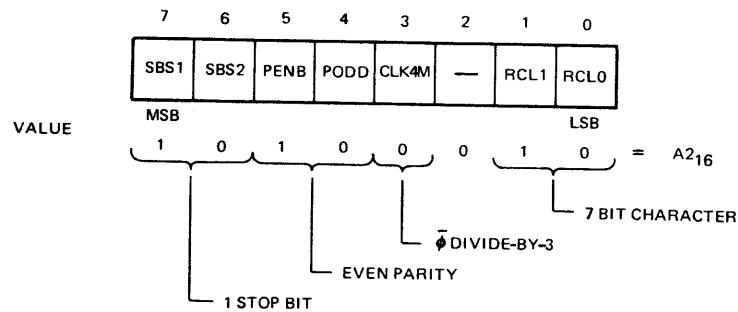 7 6 5 4 3 2 1 0
SBS1 SBS2 PENB PODD CLK4M — RCL1 RCL0
MSB LSB
VALUE
1 0 1 0 0 0 1 0 = A2₁₆
7 BIT CHARACTER
ϕ̄ DIVIDE-BY-3
EVEN PARITY
1 STOP BIT